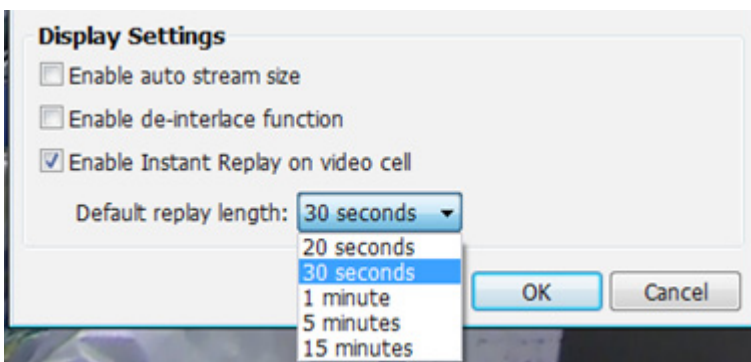 Display Settings
Enable auto stream size
Enable de-interlace function
Enable Instant Replay on video cell
Default replay length: 30 seconds
20 seconds
30 seconds
1 minute
5 minutes
15 minutes
OK
Cancel